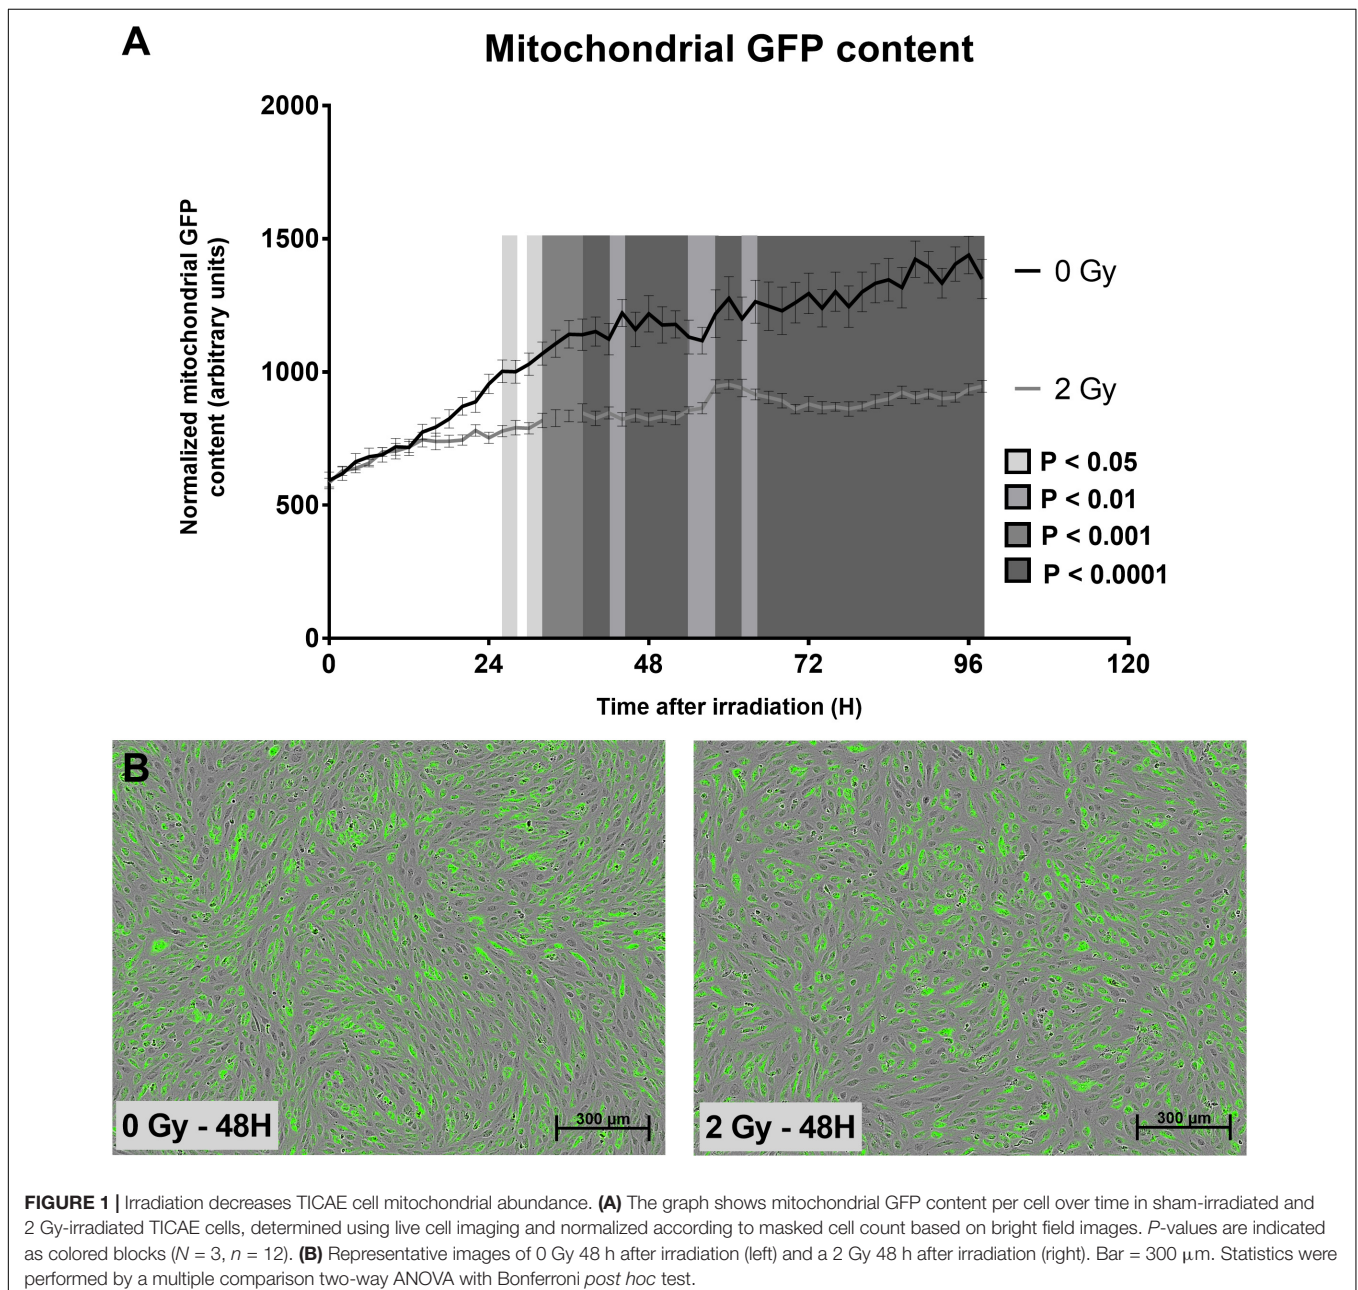 A
Mitochondrial GFP content
Normalized mitochondrial GFP
content (arbitrary units)
2000
1500
1000
500
0
0 24 48 72 96 120
Time after irradiation (H)
0 Gy
2 Gy
P < 0.05
P < 0.01
P < 0.001
P < 0.0001
B
0 Gy - 48H
300 µm
2 Gy - 48H
300 µm
FIGURE 1 | Irradiation decreases TICAE cell mitochondrial abundance. (A) The graph shows mitochondrial GFP content per cell over time in sham-irradiated and
2 Gy-irradiated TICAE cells, determined using live cell imaging and normalized according to masked cell count based on bright field images. P-values are indicated
as colored blocks (N = 3, n = 12). (B) Representative images of 0 Gy 48 h after irradiation (left) and a 2 Gy 48 h after irradiation (right). Bar = 300 µm. Statistics were
performed by a multiple comparison two-way ANOVA with Bonferroni post hoc test.